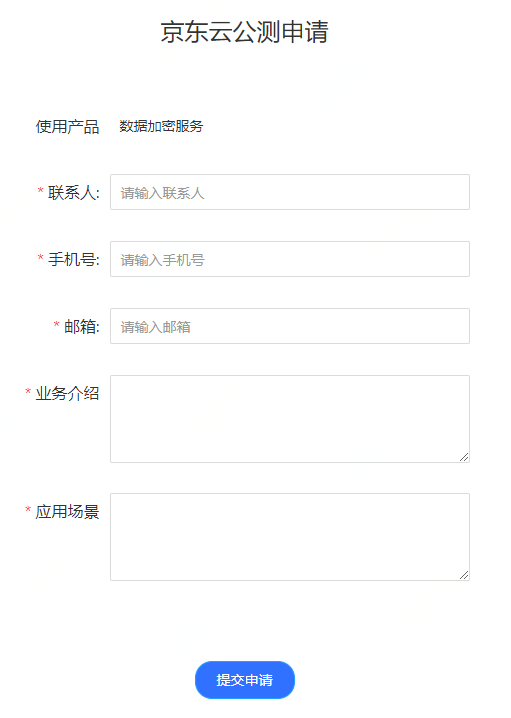 京东云公测申请
使用产品 数据加密服务
* 联系人: 请输入联系人
* 手机号: 请输入手机号
* 邮箱: 请输入邮箱
* 业务介绍
* 应用场景
提交申请